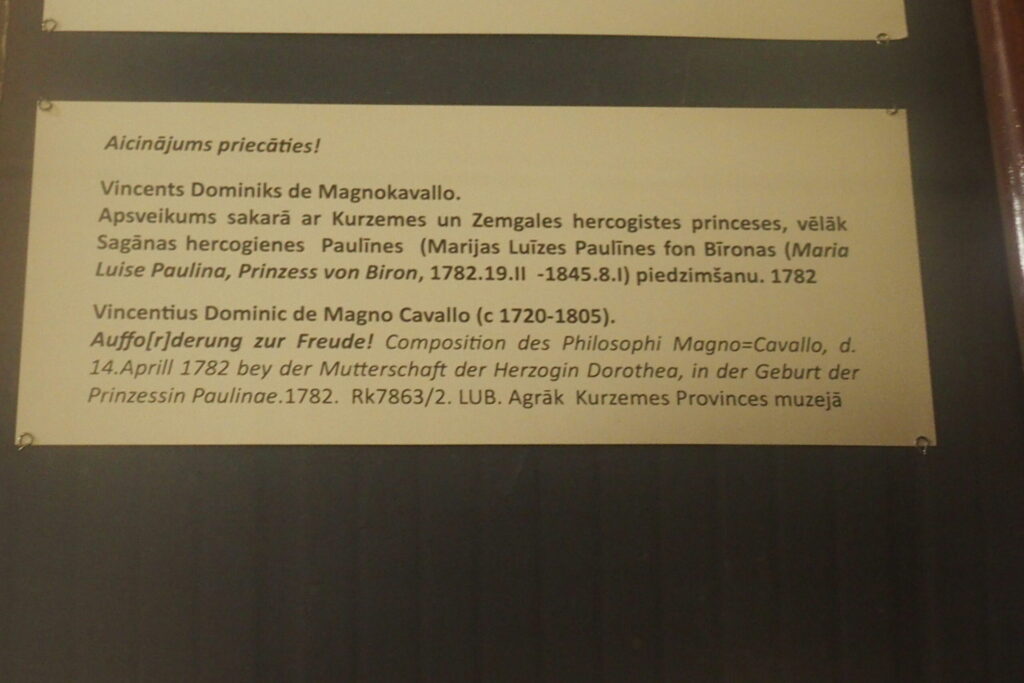 Aicinājums priecāties!
Vincents Dominiks de Magnokavallo.
Apsveikums sakarā ar Kurzemes un Zemgales hercogistes princeses, vēlāk
Sagānas hercogienes Paulīnes (Marijas Luīzes Paulīnes fon Bīronas (Maria
Luise Paulina, Prinzess von Biron, 1782.19.II -1845.8.I) piedzimšanu. 1782
Vincentius Dominic de Magno Cavallo (c 1720-1805).
Auffo[r]derung zur Freude! Composition des Philosophi Magno=Cavallo, d.
14.Aprill 1782 bey der Mutterschaft der Herzogin Dorothea, in der Geburt der
Prinzessin Paulinae.1782. Rk7863/2. LUB. Agrāk Kurzemes Provinces muzejā